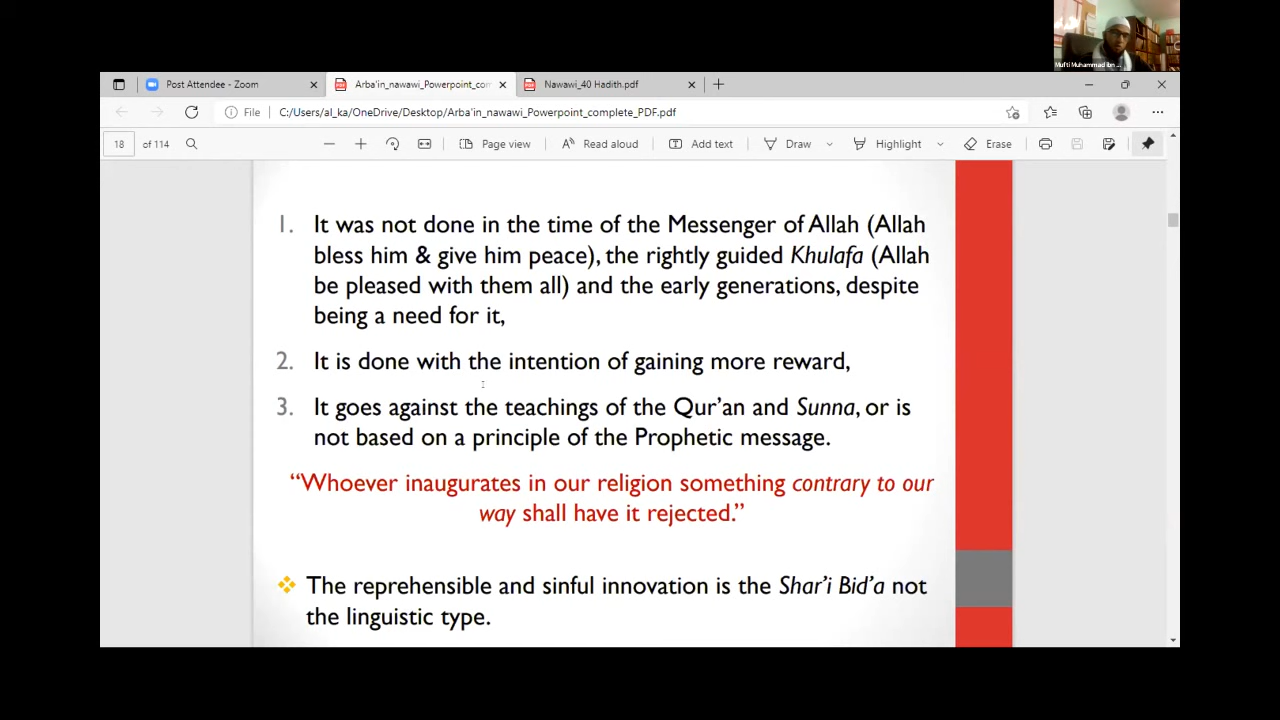 Mufti Muhammad ibn ...
Post Attendee - Zoom
Arba'in_nawawi_Powerpoint_com
Nawawi_40 Hadith.pdf
File
C:/Users/al_ka/OneDrive/Desktop/Arba'in_nawawi_Powerpoint_complete_PDF.pdf
18 of 114
Page view
Read aloud
Add text
Draw
Highlight
Erase
1. It was not done in the time of the Messenger of Allah (Allah
bless him & give him peace), the rightly guided Khulafa (Allah
be pleased with them all) and the early generations, despite
being a need for it,
2. It is done with the intention of gaining more reward,
3. It goes against the teachings of the Qur’an and Sunna, or is
not based on a principle of the Prophetic message.
“Whoever inaugurates in our religion something contrary to our
way shall have it rejected.”
The reprehensible and sinful innovation is the Shar’i Bid’a not
the linguistic type.